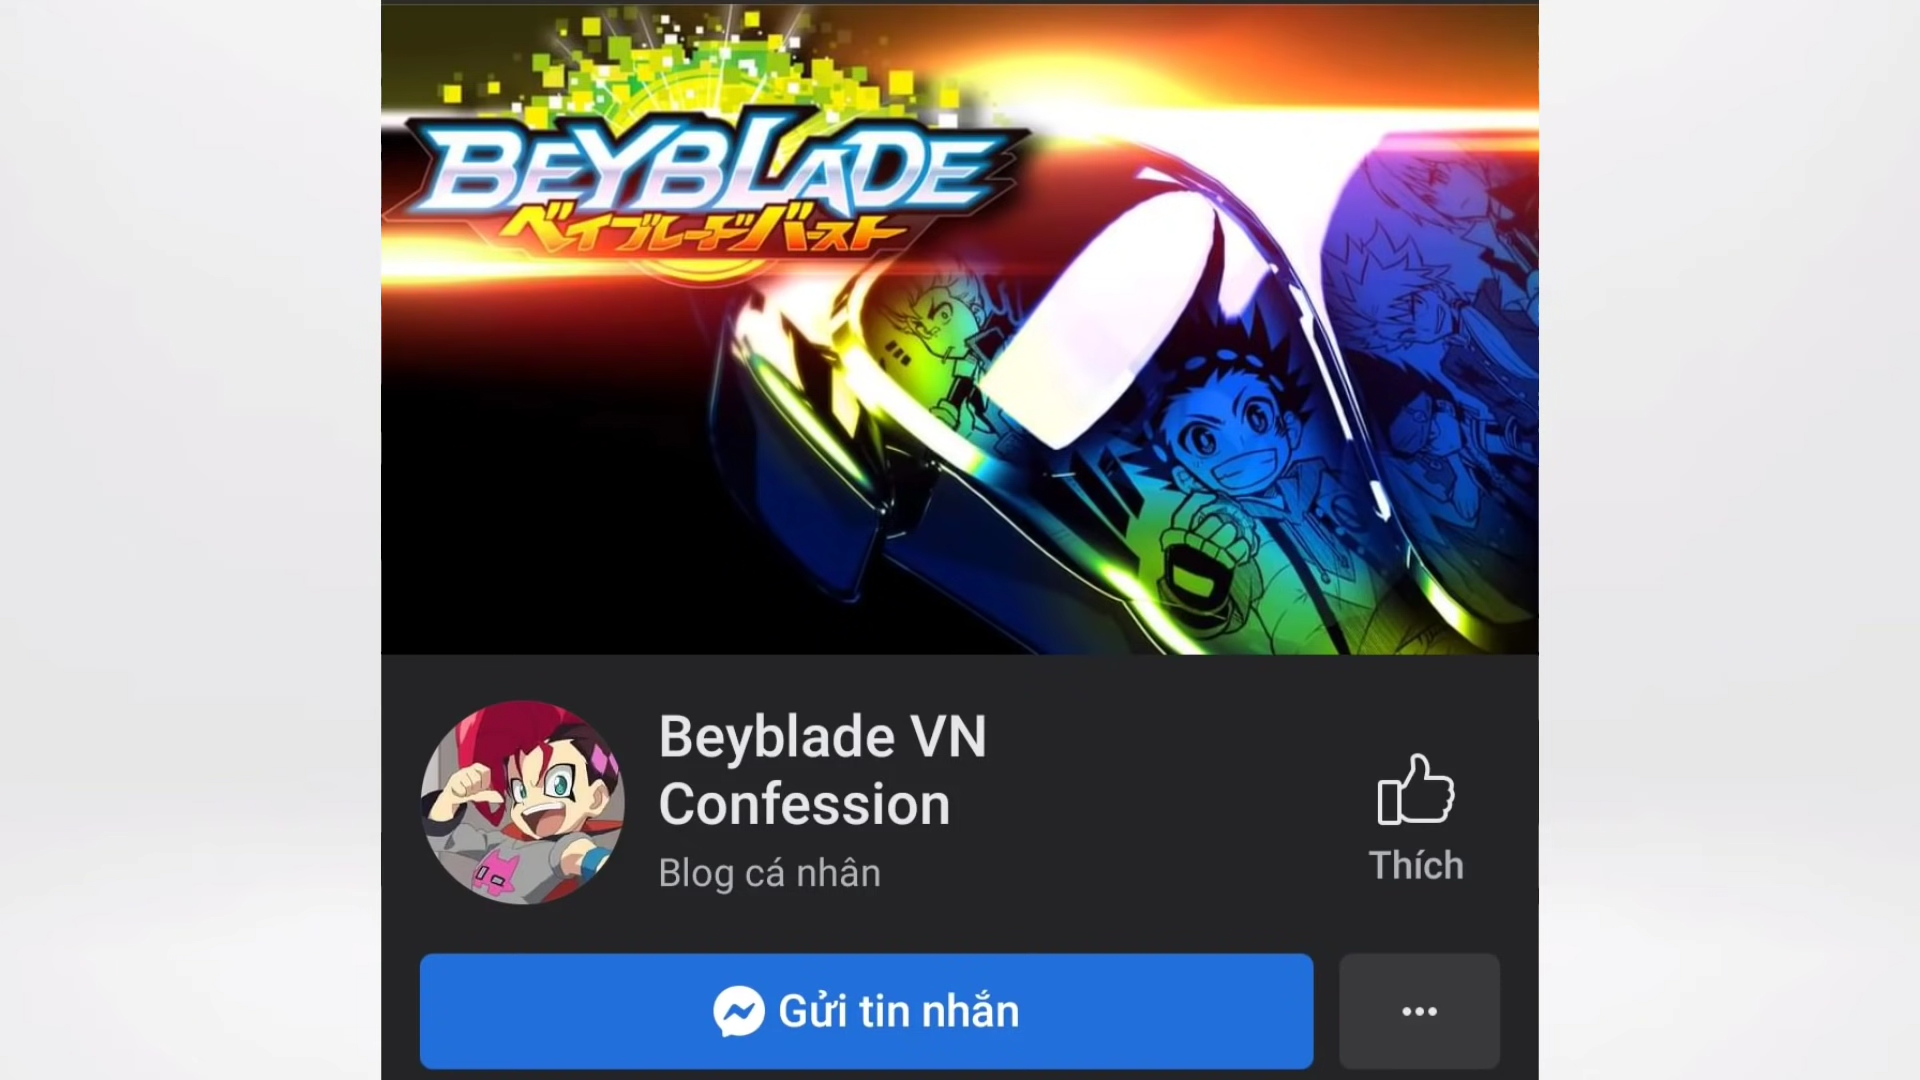 BEYBLADE
ベイブレードバースト
Beyblade VN
Confession
Blog cá nhân
Thích
Gửi tin nhắn